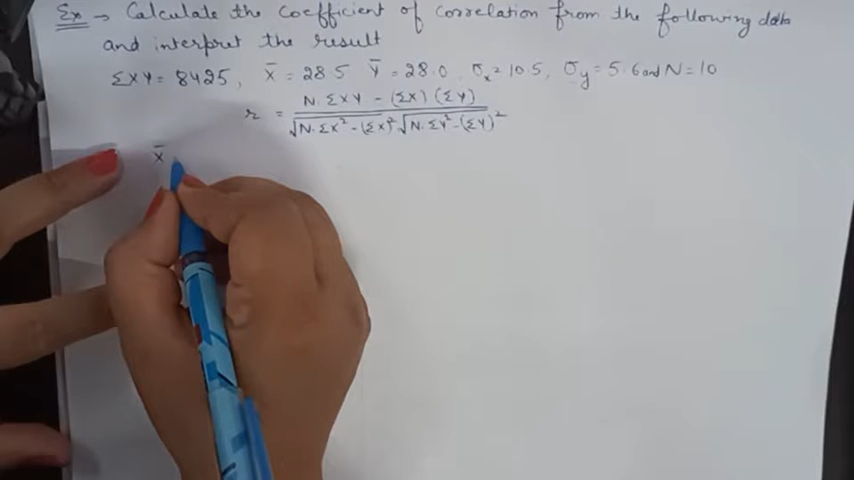 Ex → Calculate the coefficient of correlation from the following data
and interpret the result
ΣXY = 8425, X̄ = 28.5 Ȳ = 28.0 σx = 10.5, σy = 5.6 and N = 10
r = N.ΣXY - (ΣX) (ΣY) / √N.ΣX² - (ΣX)² √N.ΣY² - (ΣY)²
X̄